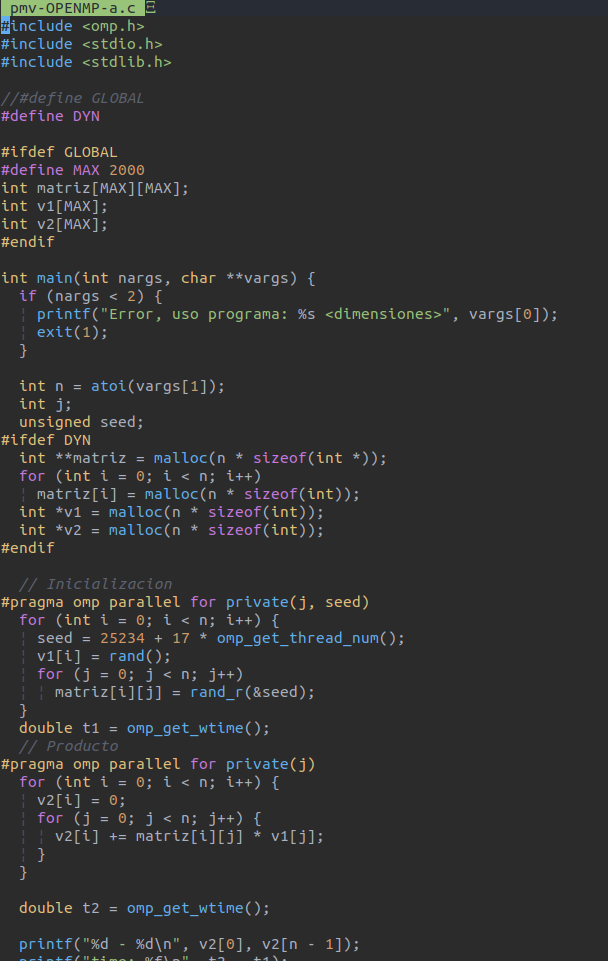 pmv-OPENMP-a.c
#include <omp.h>
#include <stdio.h>
#include <stdlib.h>

//#define GLOBAL
#define DYN

#ifdef GLOBAL
#define MAX 2000
int matriz[MAX][MAX];
int v1[MAX];
int v2[MAX];
#endif

int main(int nargs, char **vargs) {
  if (nargs < 2) {
    printf("Error, uso programa: %s <dimensiones>", vargs[0]);
    exit(1);
  }

  int n = atoi(vargs[1]);
  int j;
  unsigned seed;
#ifdef DYN
  int **matriz = malloc(n * sizeof(int *));
  for (int i = 0; i < n; i++)
    matriz[i] = malloc(n * sizeof(int));
  int *v1 = malloc(n * sizeof(int));
  int *v2 = malloc(n * sizeof(int));
#endif

  // Inicializacion
#pragma omp parallel for private(j, seed)
  for (int i = 0; i < n; i++) {
    seed = 25234 + 17 * omp_get_thread_num();
    v1[i] = rand();
    for (j = 0; j < n; j++)
      matriz[i][j] = rand_r(&seed);
  }
  double t1 = omp_get_wtime();
  // Producto
#pragma omp parallel for private(j)
  for (int i = 0; i < n; i++) {
    v2[i] = 0;
    for (j = 0; j < n; j++) {
      v2[i] += matriz[i][j] * v1[j];
    }
  }

  double t2 = omp_get_wtime();

  printf("%d - %d\n", v2[0], v2[n - 1]);
  printf("time: %f\n", t2 - t1);